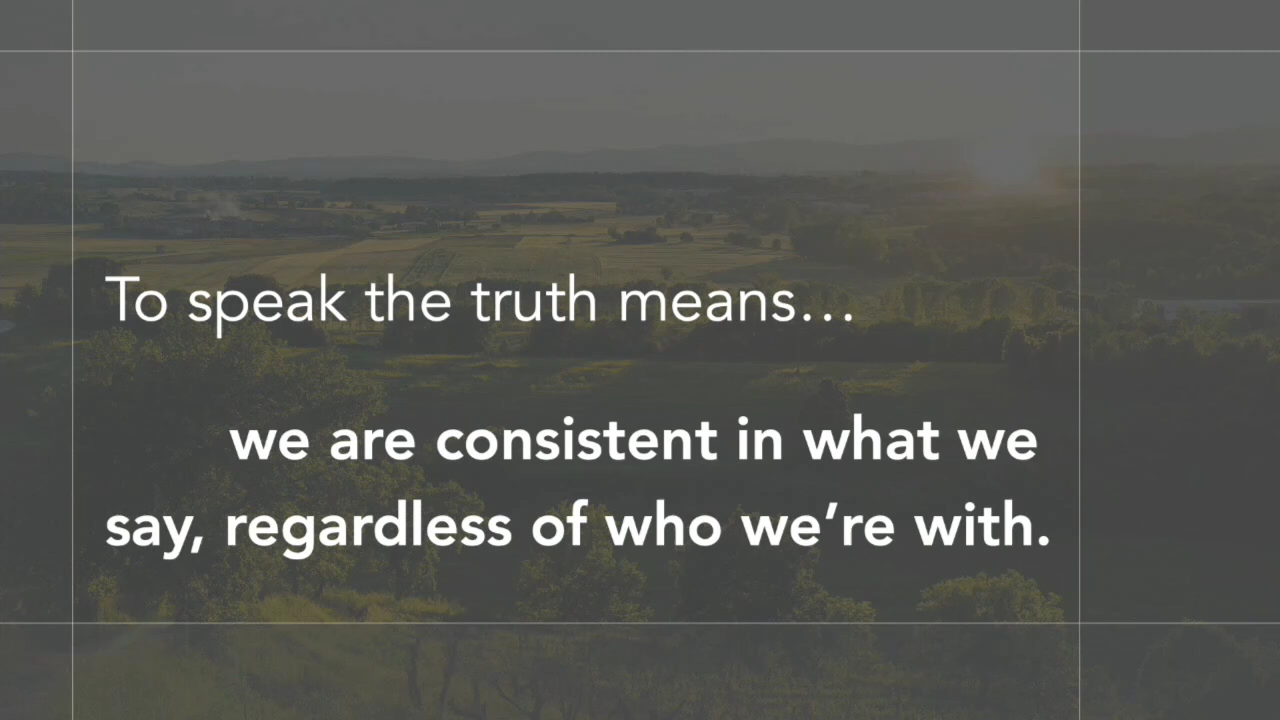 To speak the truth means…
we are consistent in what we
say, regardless of who we’re with.